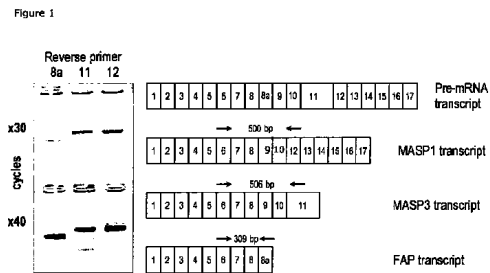 Figure 1
Reverse primer
8a 11 12
x30
cycles
x40
1 2 3 4 5 5 7 8 8a 9 10 11 12 13 14 15 16 17
Pre-mRNA
transcript
500 bp
1 2 3 4 5 6 7 8 9 10 12 13 14 15 16 17
MASP1 transcript
506 bp
1 2 3 4 5 6 7 8 9 10 11
MASP3 transcript
309 bp
1 2 3 4 5 6 7 8 8a
FAP transcript